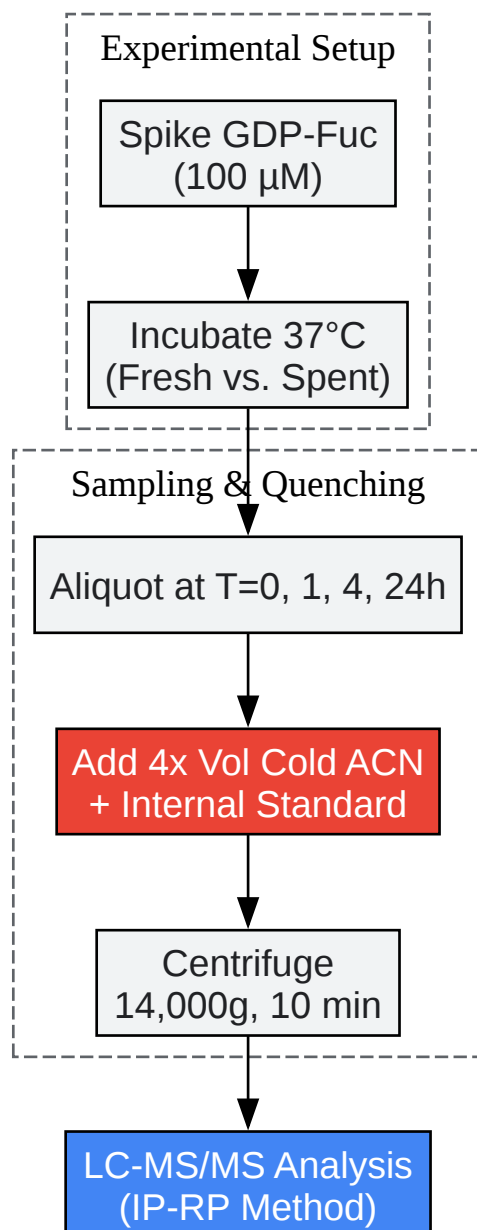 Experimental Setup
Spike GDP-Fuc
(100 µM)
Incubate 37°C
(Fresh vs. Spent)
Sampling & Quenching
Aliquot at T=0, 1, 4, 24h
Add 4x Vol Cold ACN
+ Internal Standard
Centrifuge
14,000g, 10 min
LC-MS/MS Analysis
(IP-RP Method)